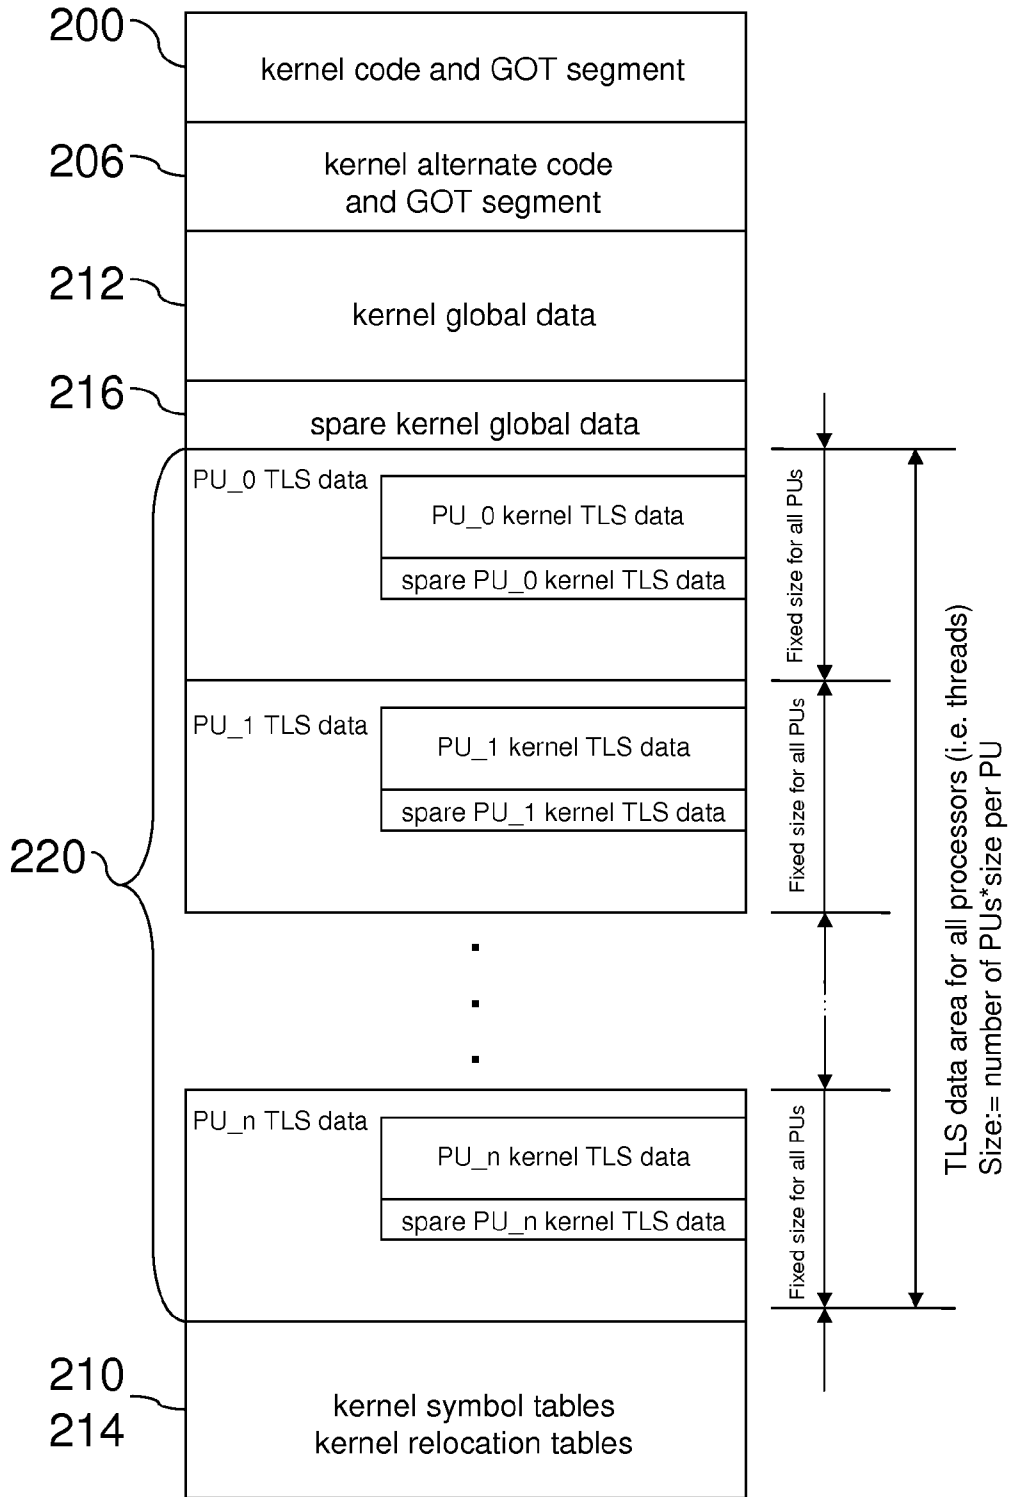 200
kernel code and GOT segment
206
kernel alternate code
and GOT segment
212
kernel global data
216
spare kernel global data
PU_0 TLS data
PU_0 kernel TLS data
spare PU_0 kernel TLS data
Fixed size for all PUs
PU_1 TLS data
PU_1 kernel TLS data
spare PU_1 kernel TLS data
Fixed size for all PUs
220
TLS data area for all processors (i.e. threads)
Size:= number of PUs*size per PU
PU_n TLS data
PU_n kernel TLS data
spare PU_n kernel TLS data
Fixed size for all PUs
210
214
kernel symbol tables
kernel relocation tables